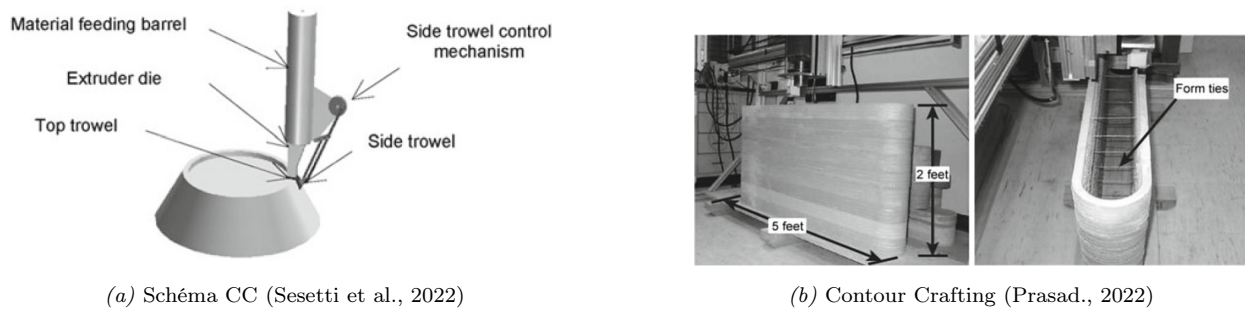 Material feeding barrel
Side trowel control
mechanism
Extruder die
Top trowel
Side trowel
Form ties
2 feet
5 feet
(a) Schéma CC (Sesetti et al., 2022)
(b) Contour Crafting (Prasad., 2022)